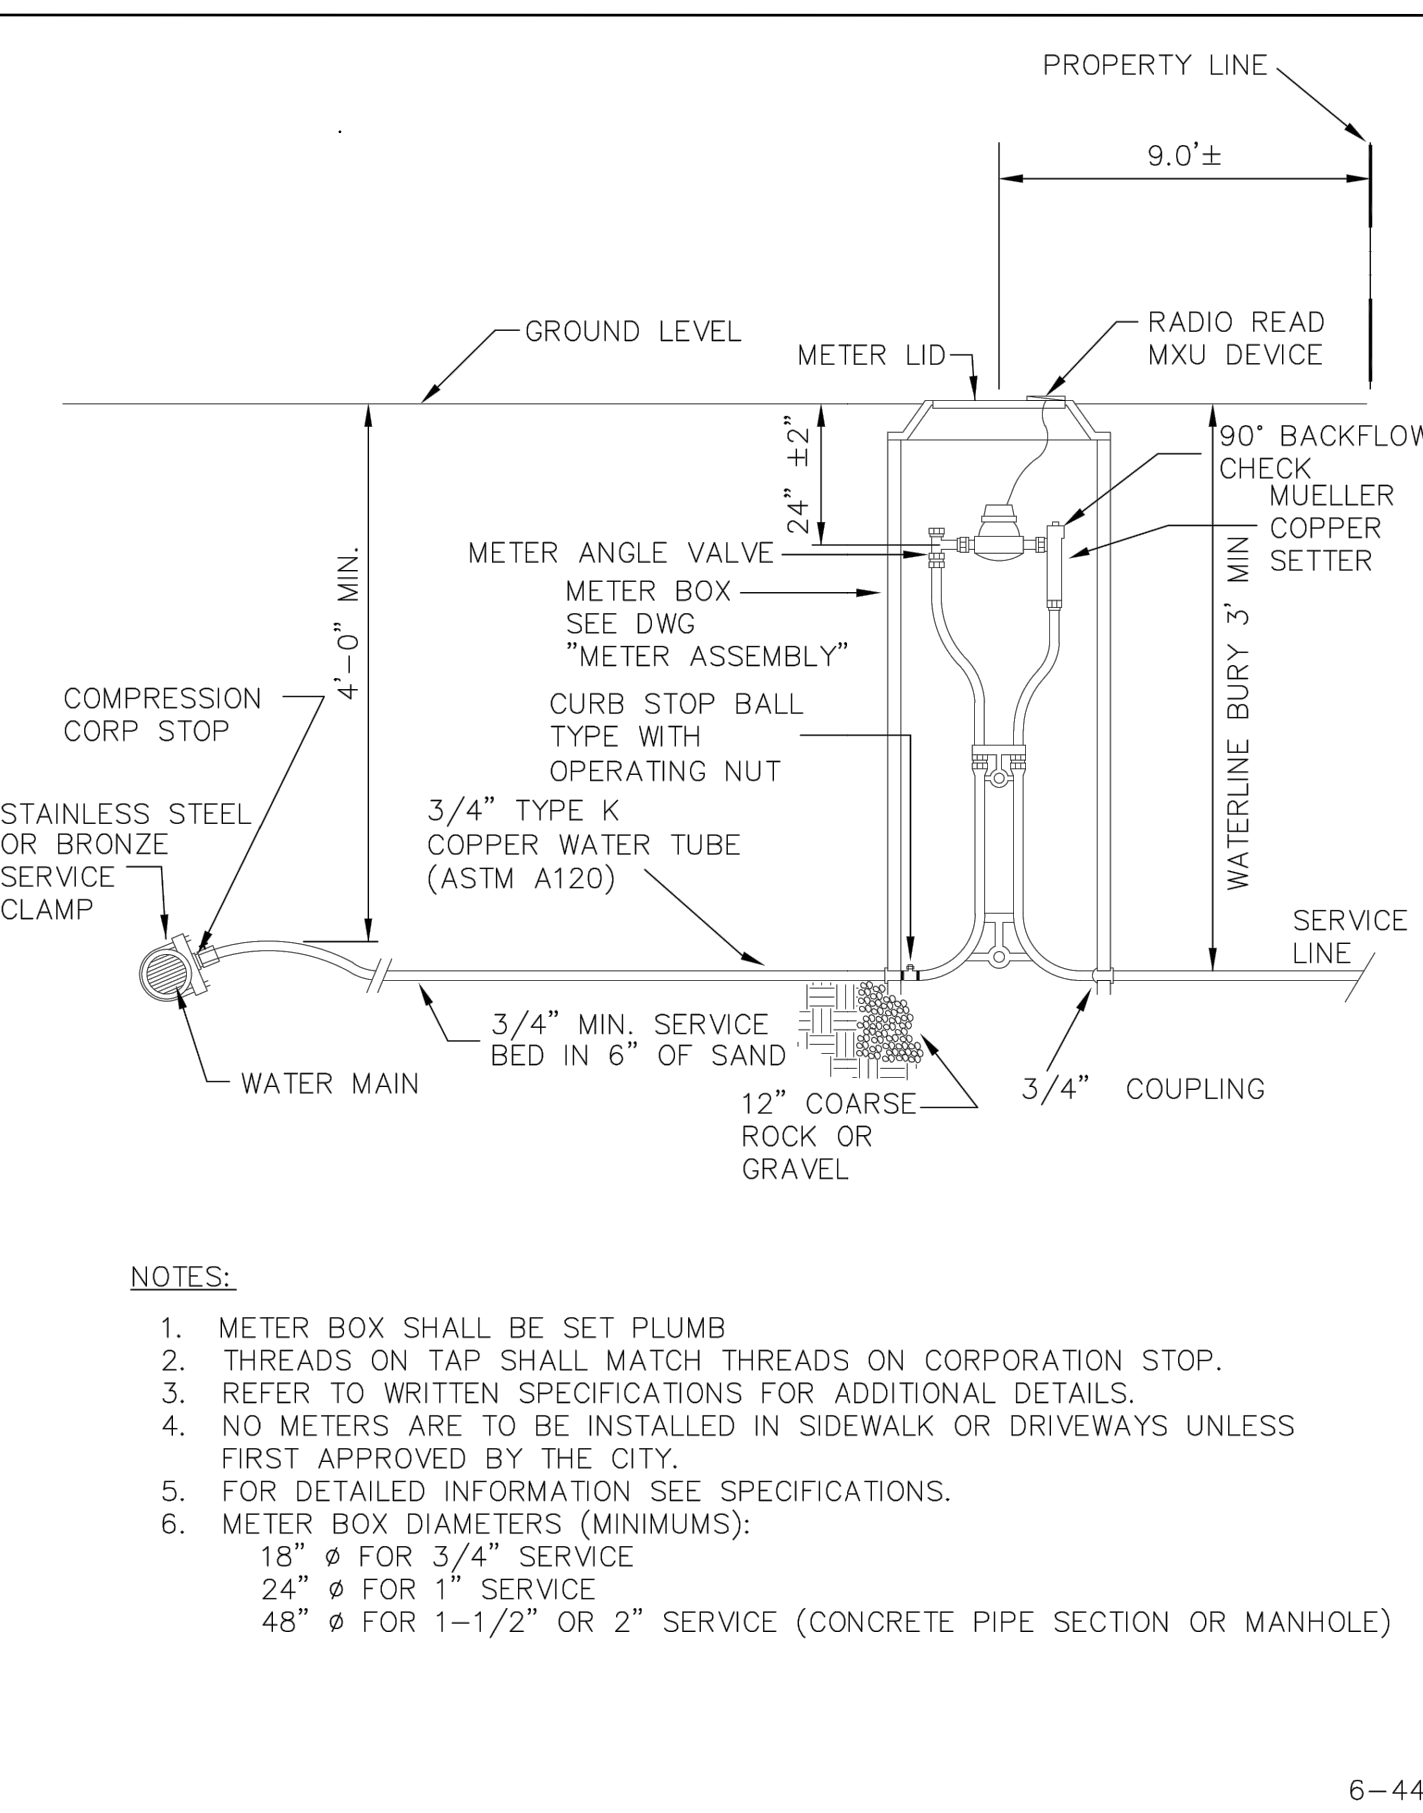 PROPERTY LINE
9.0'±
GROUND LEVEL
METER LID
RADIO READ
MXU DEVICE
24" ±2"
90° BACKFLOW
CHECK
MUELLER
COPPER
SETTER
METER ANGLE VALVE
METER BOX
SEE DWG
"METER ASSEMBLY"
4'-0" MIN.
WATERLINE BURY 3' MIN
COMPRESSION
CORP STOP
CURB STOP BALL
TYPE WITH
OPERATING NUT
STAINLESS STEEL
OR BRONZE
SERVICE
CLAMP
3/4" TYPE K
COPPER WATER TUBE
(ASTM A120)
SERVICE
LINE
3/4" MIN. SERVICE
BED IN 6" OF SAND
WATER MAIN
12" COARSE
ROCK OR
GRAVEL
3/4" COUPLING
NOTES:
1. METER BOX SHALL BE SET PLUMB
2. THREADS ON TAP SHALL MATCH THREADS ON CORPORATION STOP.
3. REFER TO WRITTEN SPECIFICATIONS FOR ADDITIONAL DETAILS.
4. NO METERS ARE TO BE INSTALLED IN SIDEWALK OR DRIVEWAYS UNLESS
FIRST APPROVED BY THE CITY.
5. FOR DETAILED INFORMATION SEE SPECIFICATIONS.
6. METER BOX DIAMETERS (MINIMUMS):
18" ø FOR 3/4" SERVICE
24" ø FOR 1" SERVICE
48" ø FOR 1-1/2" OR 2" SERVICE (CONCRETE PIPE SECTION OR MANHOLE)
6-44